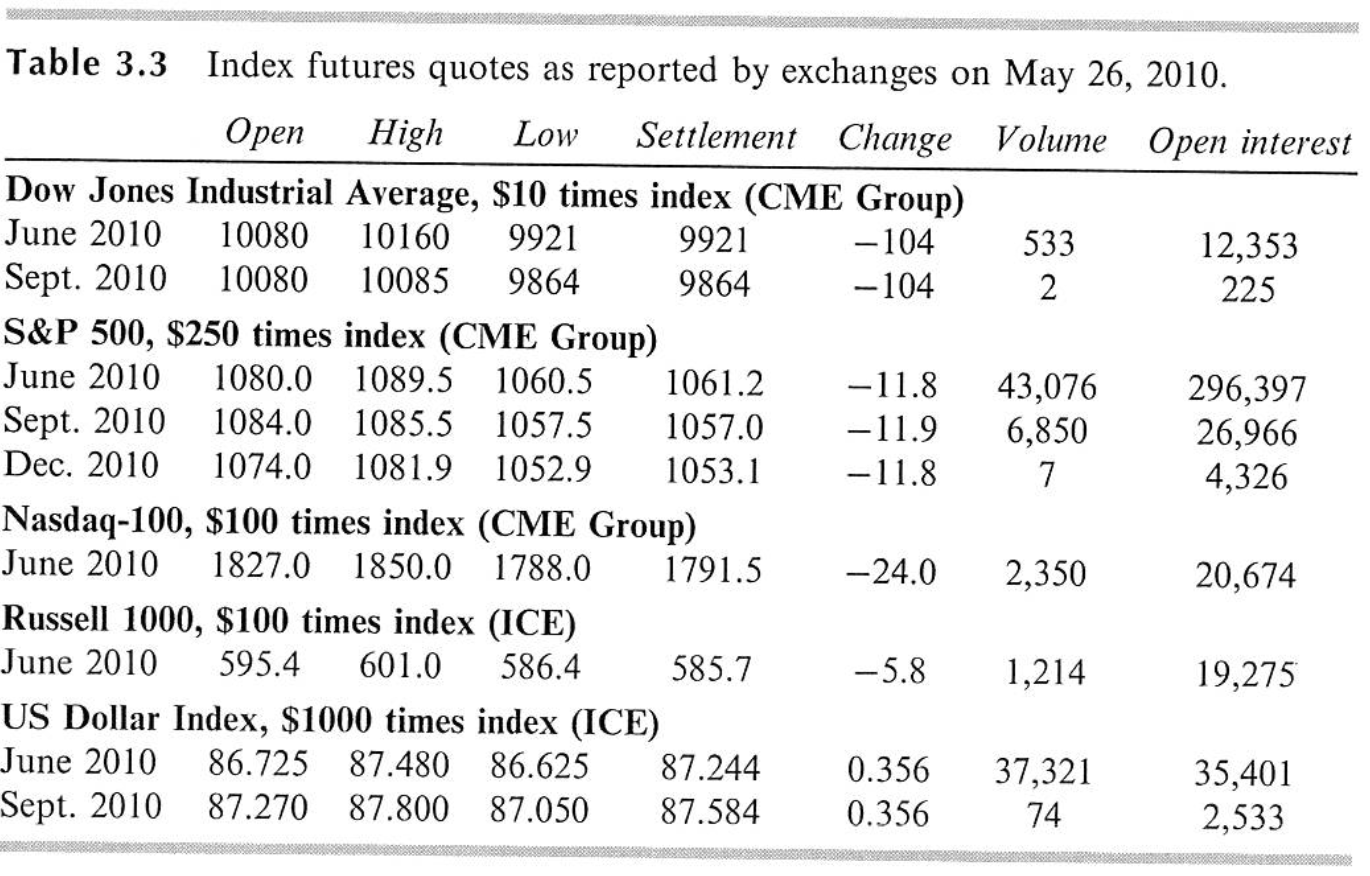 Table 3.3 Index futures quotes as reported by exchanges on May 26, 2010.
Open High Low Settlement Change Volume Open interest
Dow Jones Industrial Average, $10 times index (CME Group)
June 2010 10080 10160 9921 9921 −104 533 12,353
Sept. 2010 10080 10085 9864 9864 −104 2 225
S&P 500, $250 times index (CME Group)
June 2010 1080.0 1089.5 1060.5 1061.2 −11.8 43,076 296,397
Sept. 2010 1084.0 1085.5 1057.5 1057.0 −11.9 6,850 26,966
Dec. 2010 1074.0 1081.9 1052.9 1053.1 −11.8 7 4,326
Nasdaq-100, $100 times index (CME Group)
June 2010 1827.0 1850.0 1788.0 1791.5 −24.0 2,350 20,674
Russell 1000, $100 times index (ICE)
June 2010 595.4 601.0 586.4 585.7 −5.8 1,214 19,275
US Dollar Index, $1000 times index (ICE)
June 2010 86.725 87.480 86.625 87.244 0.356 37,321 35,401
Sept. 2010 87.270 87.800 87.050 87.584 0.356 74 2,533